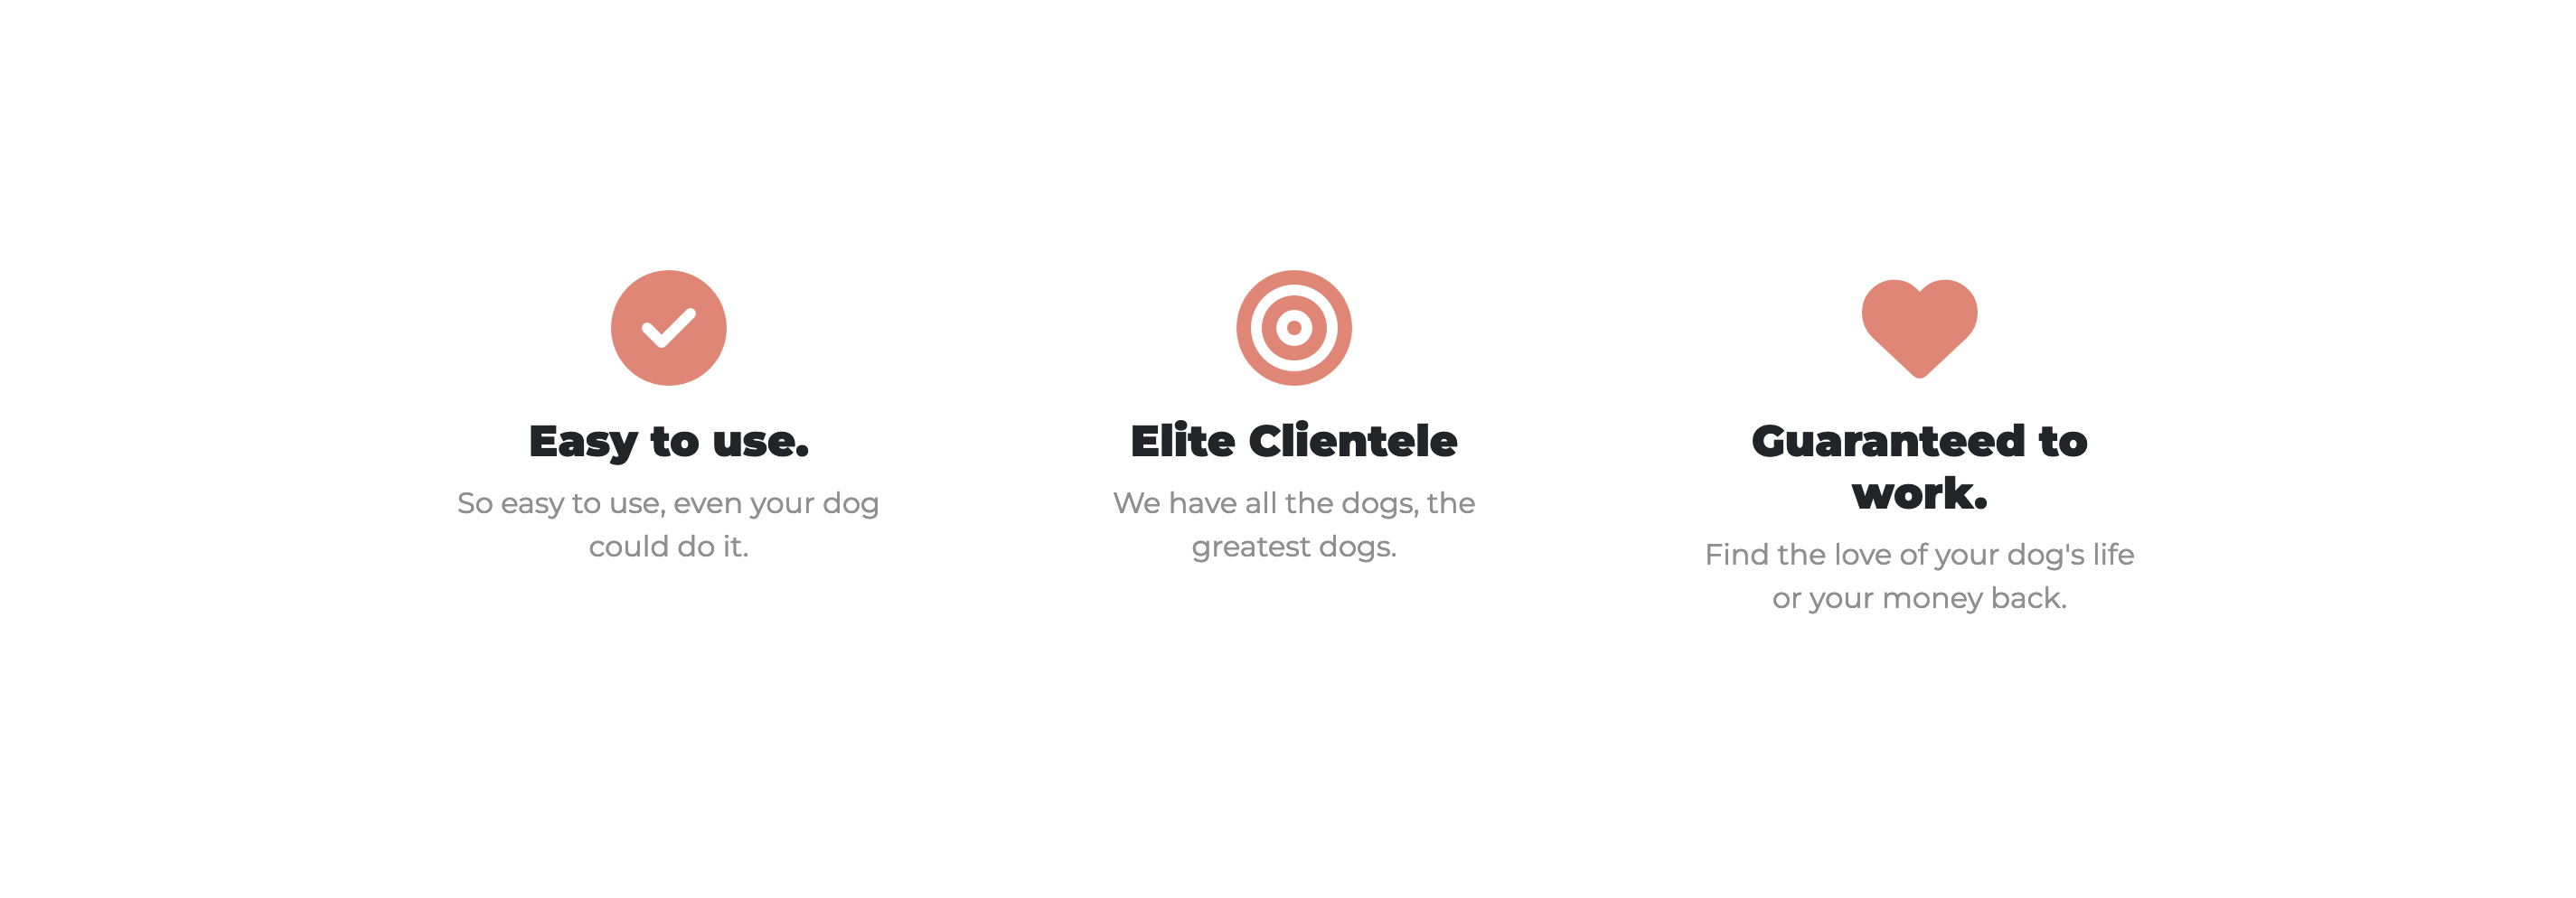 Easy to use.
So easy to use, even your dog
could do it.
Elite Clientele
We have all the dogs, the
greatest dogs.
Guaranteed to
work.
Find the love of your dog's life
or your money back.